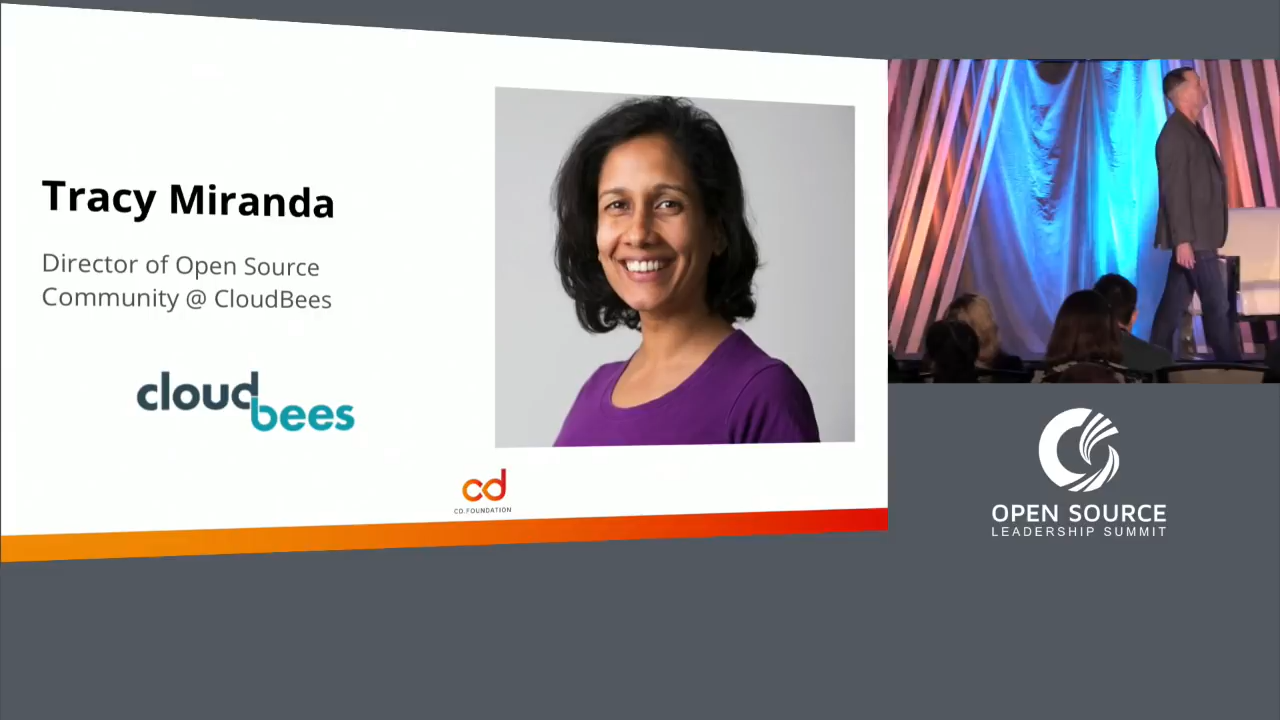 Tracy Miranda
Director of Open Source
Community @ CloudBees
cloudbees
cd
CD.FOUNDATION
OPEN SOURCE
LEADERSHIP SUMMIT